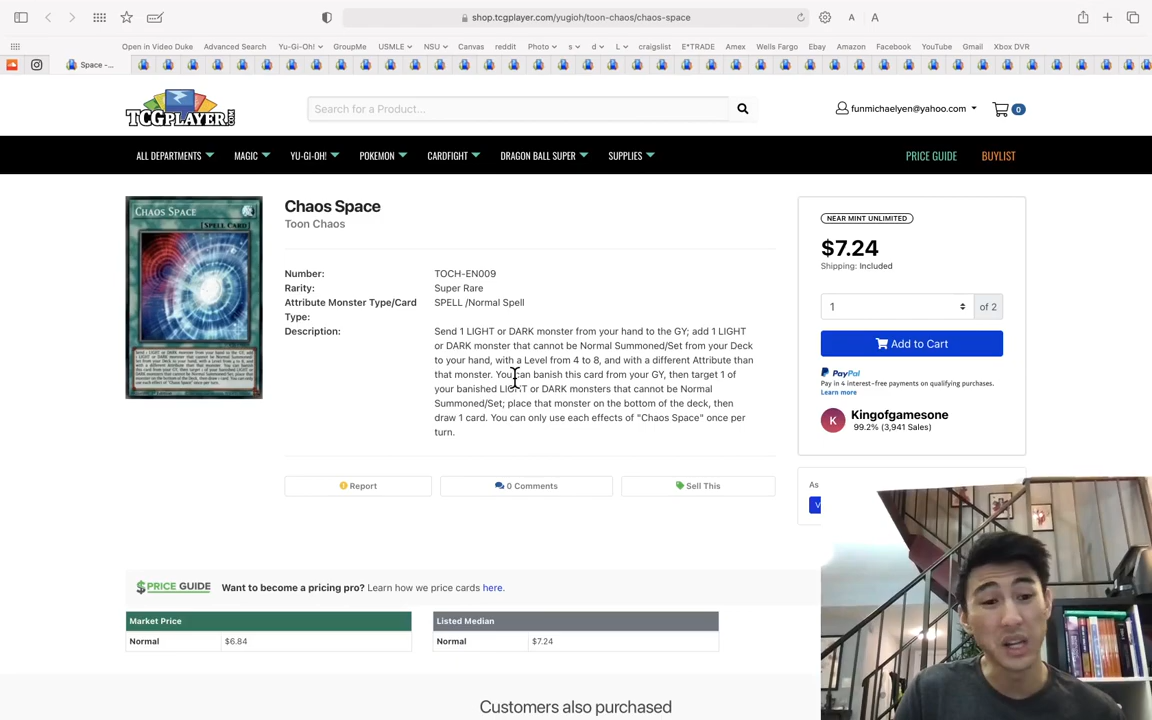 shop.tcgplayer.com/yugioh/toon-chaos/chaos-space
A A
Open in Video Duke Advanced Search Yu-Gi-Oh! GroupMe USMLE NSU Canvas reddit Photo s d L craigslist E*TRADE Amex Wells Fargo Ebay Amazon Facebook YouTube Gmail Xbox DVR
Space -...
TCGPLAYER.COM
Search for a Product...
funmichaelyen@yahoo.com
0
ALL DEPARTMENTS MAGIC YU-GI-OH! POKEMON CARDFIGHT DRAGON BALL SUPER SUPPLIES PRICE GUIDE BUYLIST
CHAOS SPACE
[SPELL CARD]
Chaos Space
Toon Chaos
Number: TOCH-EN009
Rarity: Super Rare
Attribute Monster Type/Card SPELL /Normal Spell
Type:
Description: Send 1 LIGHT or DARK monster from your hand to the GY; add 1 LIGHT
or DARK monster that cannot be Normal Summoned/Set from your Deck
to your hand, with a Level from 4 to 8, and with a different Attribute than
that monster. You can banish this card from your GY, then target 1 of
your banished LIGHT or DARK monsters that cannot be Normal
Summoned/Set; place that monster on the bottom of the deck, then
draw 1 card. You can only use each effects of "Chaos Space" once per
turn.
Report
0 Comments
Sell This
NEAR MINT UNLIMITED
$7.24
Shipping: Included
1 of 2
Add to Cart
PayPal
Pay in 4 interest-free payments on qualifying purchases.
Learn more
K
Kingofgamesone
99.2% (3,941 Sales)
As
V
$PRICE GUIDE Want to become a pricing pro? Learn how we price cards here.
Market Price
Normal $6.84
Listed Median
Normal $7.24
Customers also purchased